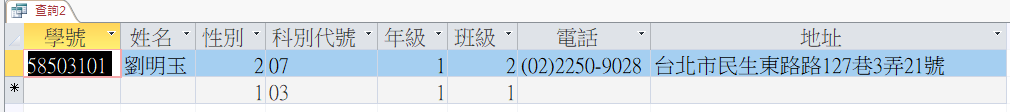 查詢2
學號 姓名 性別 科別代號 年級 班級 電話 地址
58503101 劉明玉 2 07 1 2 (02)2250-9028 台北市民生東路路127巷3弄21號
* 1 03 1 1